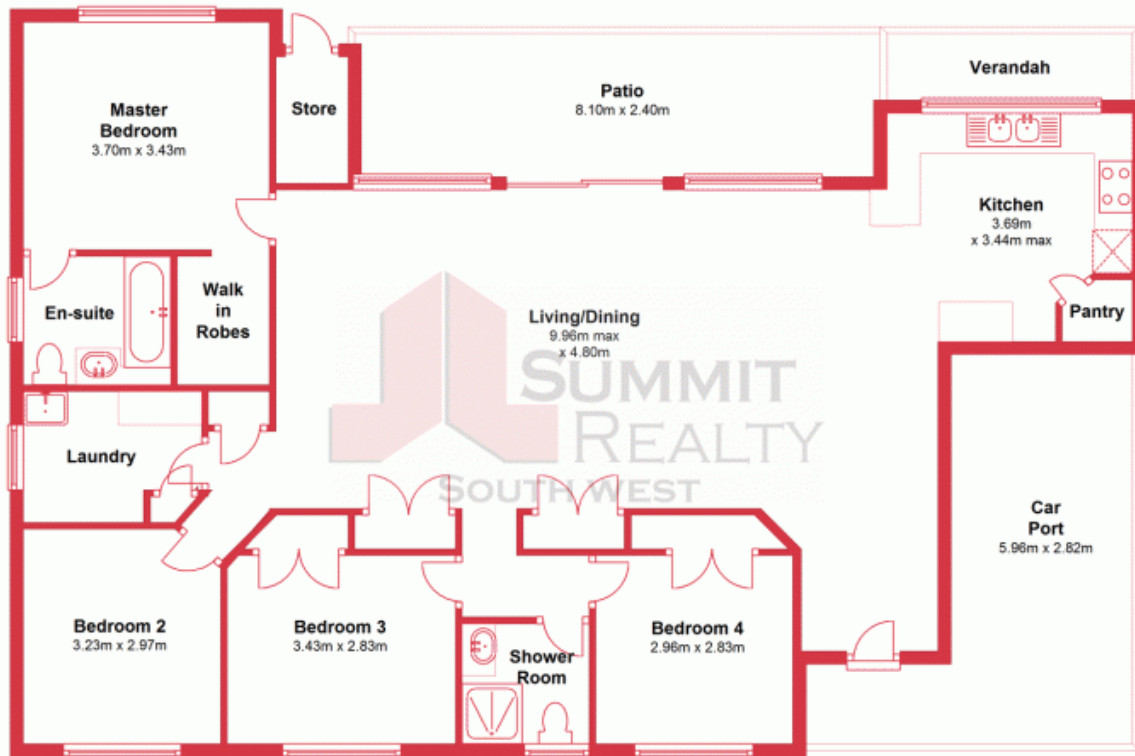 Master
Bedroom
3.70m x 3.43m
Store
Patio
8.10m x 2.40m
Verandah
Kitchen
3.69m
x 3.44m max
Pantry
En-suite
Walk
in
Robes
Living/Dining
9.96m max
x 4.80m
SUMMIT
REALTY
SOUTH WEST
Laundry
Car
Port
5.96m x 2.82m
Bedroom 2
3.23m x 2.97m
Bedroom 3
3.43m x 2.83m
Shower
Room
Bedroom 4
2.96m x 2.83m